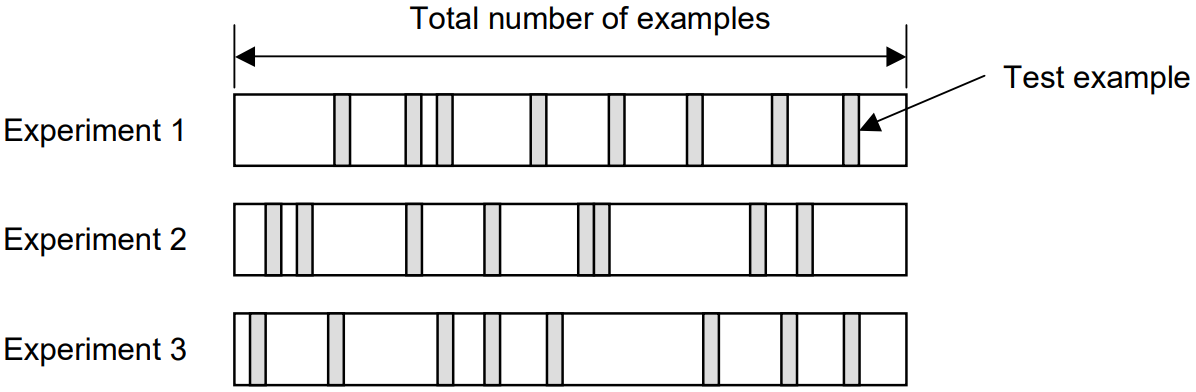 Total number of examples
Test example
Experiment 1
Experiment 2
Experiment 3